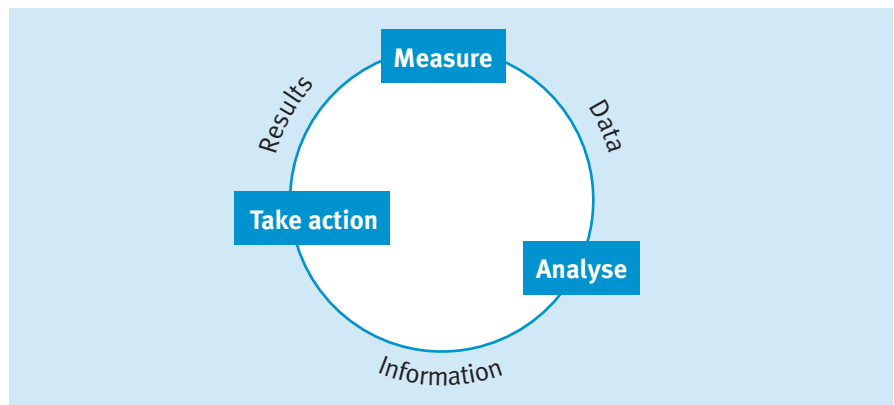 Measure
Data
Analyse
Information
Take action
Results